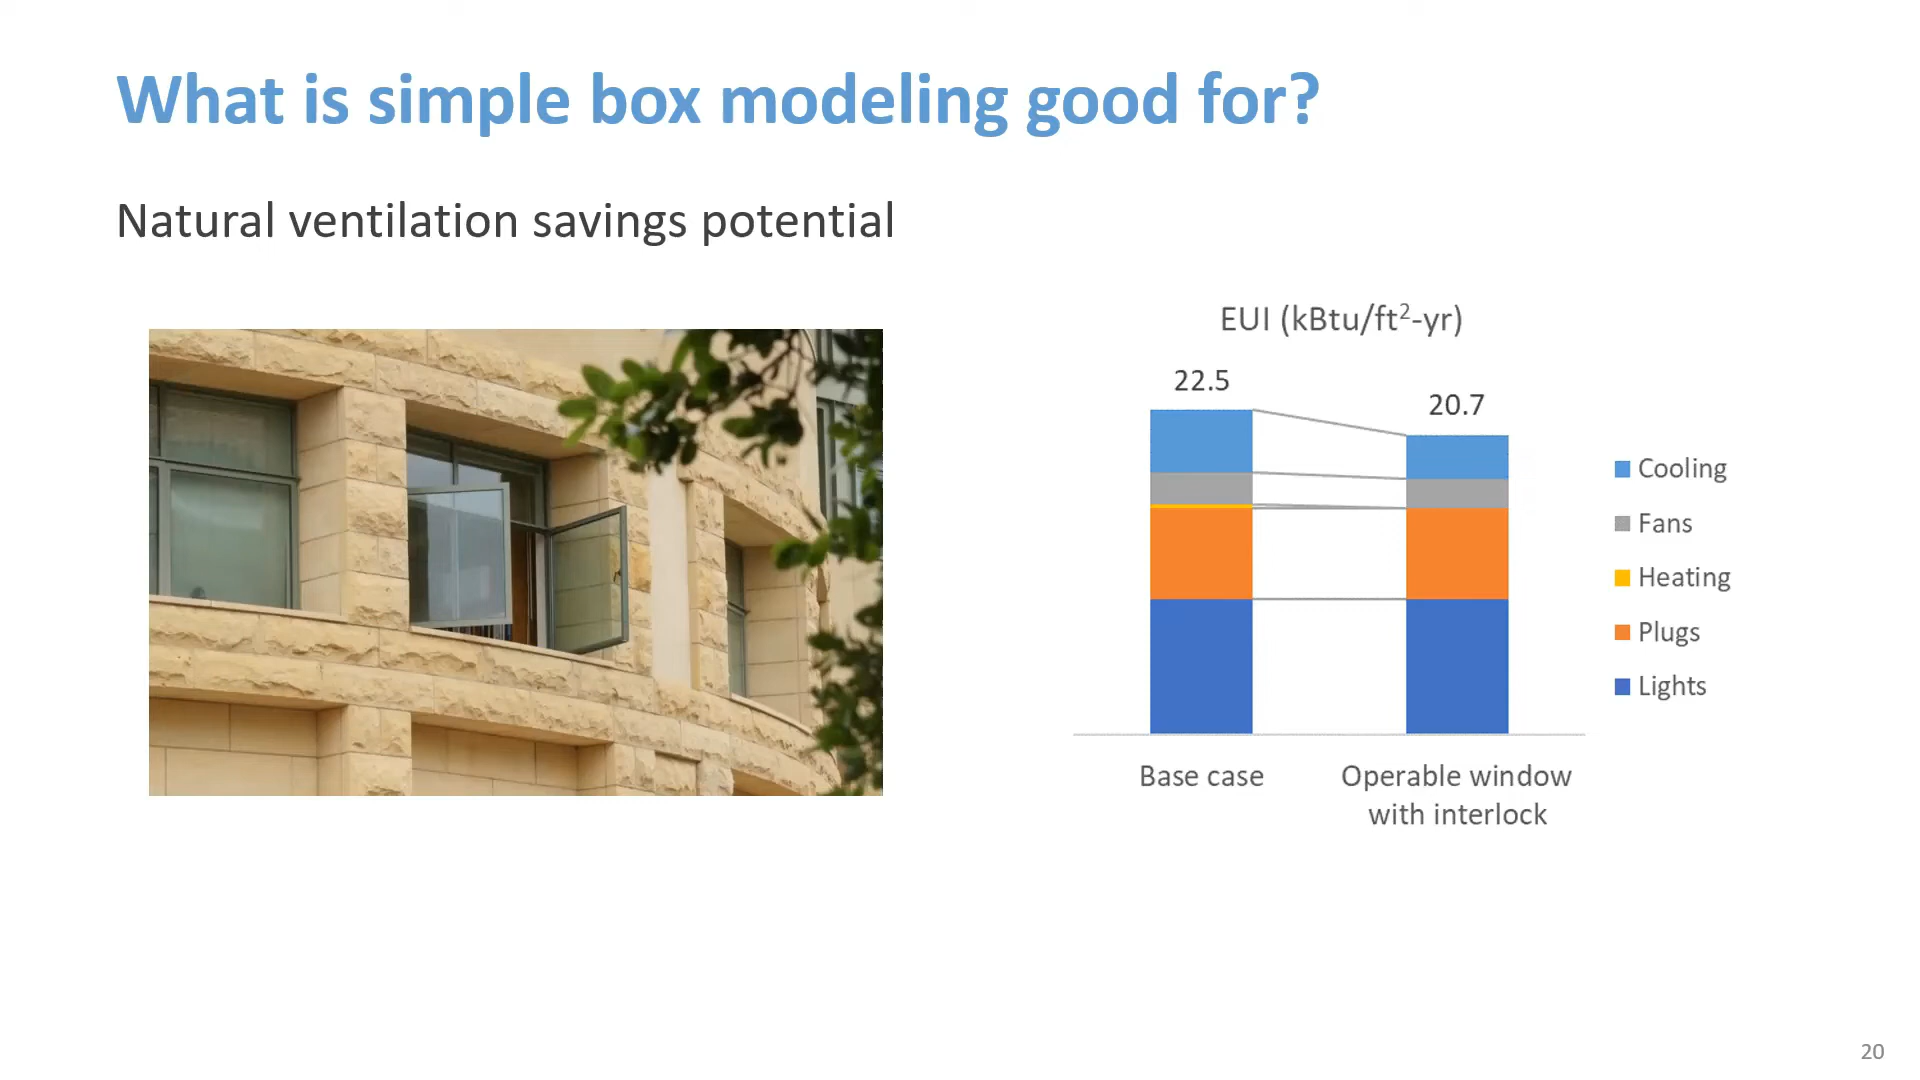 What is simple box modeling good for?
Natural ventilation savings potential
EUI (kBtu/ft²-yr)
22.5
20.7
Cooling
Fans
Heating
Plugs
Lights
Base case
Operable window
with interlock
20